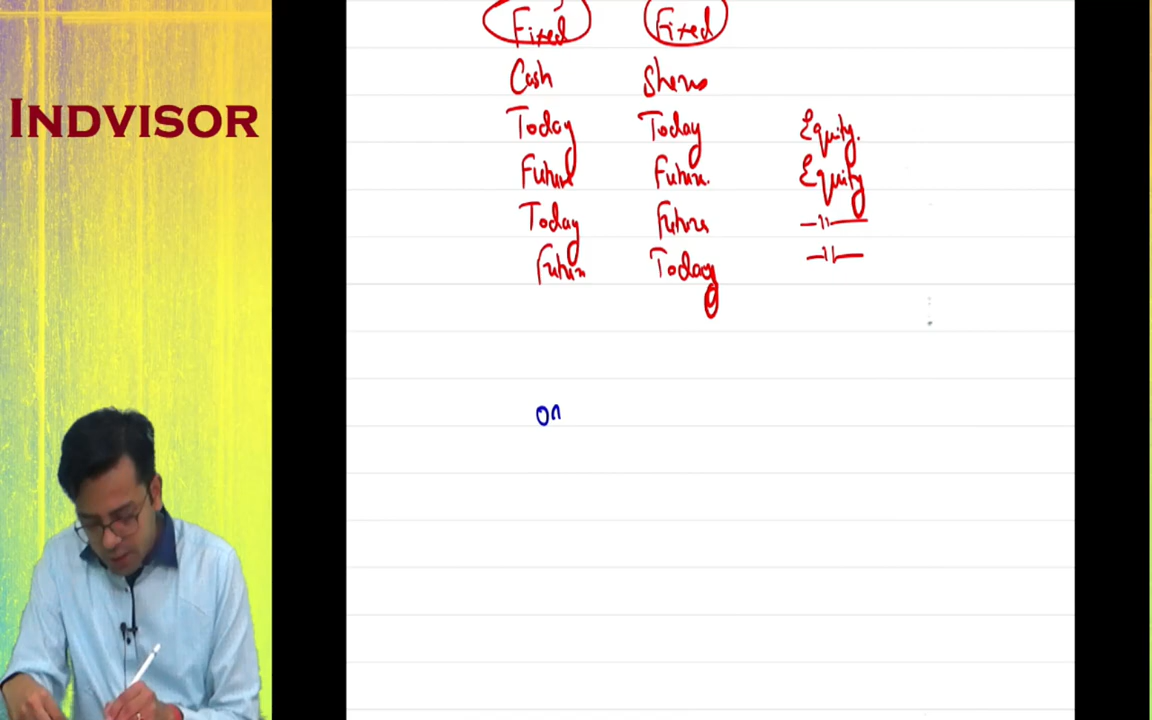 INDVISOR
Fixed Fixed
Cash Shares
Today Today Equity.
Future Future. Equity
Today Future —"—
Future Today —"—
on